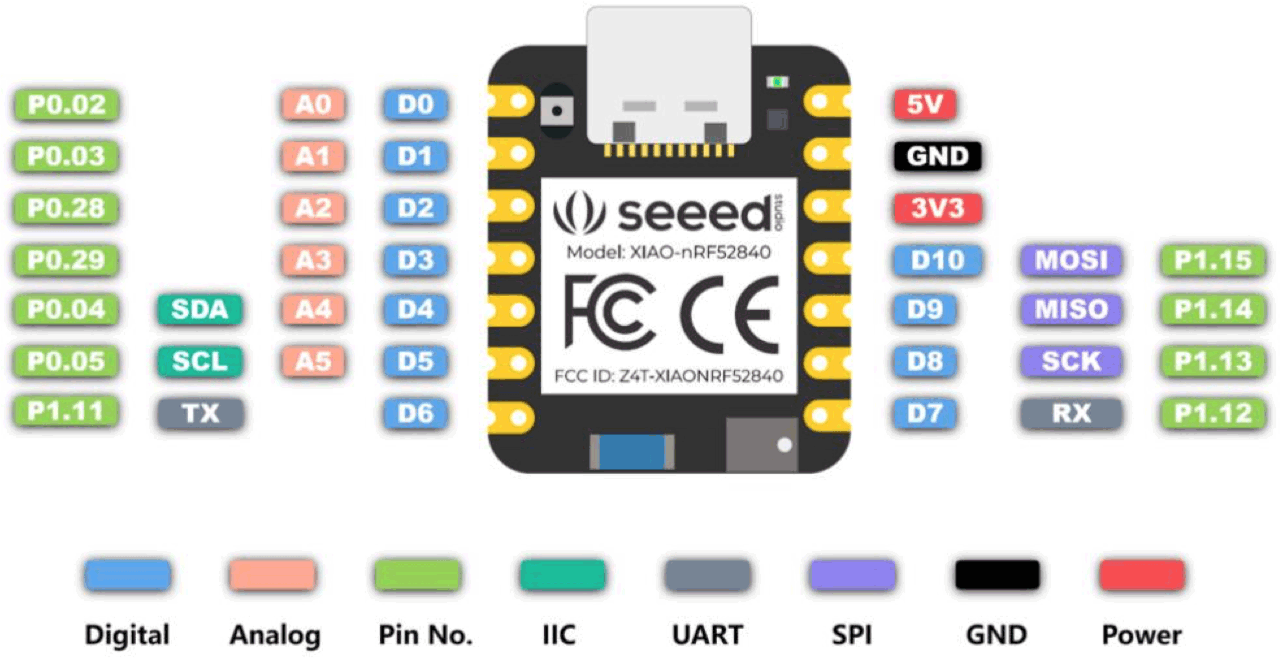 P0.02 A0 D0 5V
P0.03 A1 D1 GND
P0.28 A2 D2 seeed studio 3V3
P0.29 A3 D3 Model: XIAO-nRF52840 D10 MOSI P1.15
P0.04 SDA A4 D4 FC CE D9 MISO P1.14
P0.05 SCL A5 D5 FCC ID: Z4T-XIAONRF52840 D8 SCK P1.13
P1.11 TX D6 D7 RX P1.12
Digital Analog Pin No. IIC UART SPI GND Power